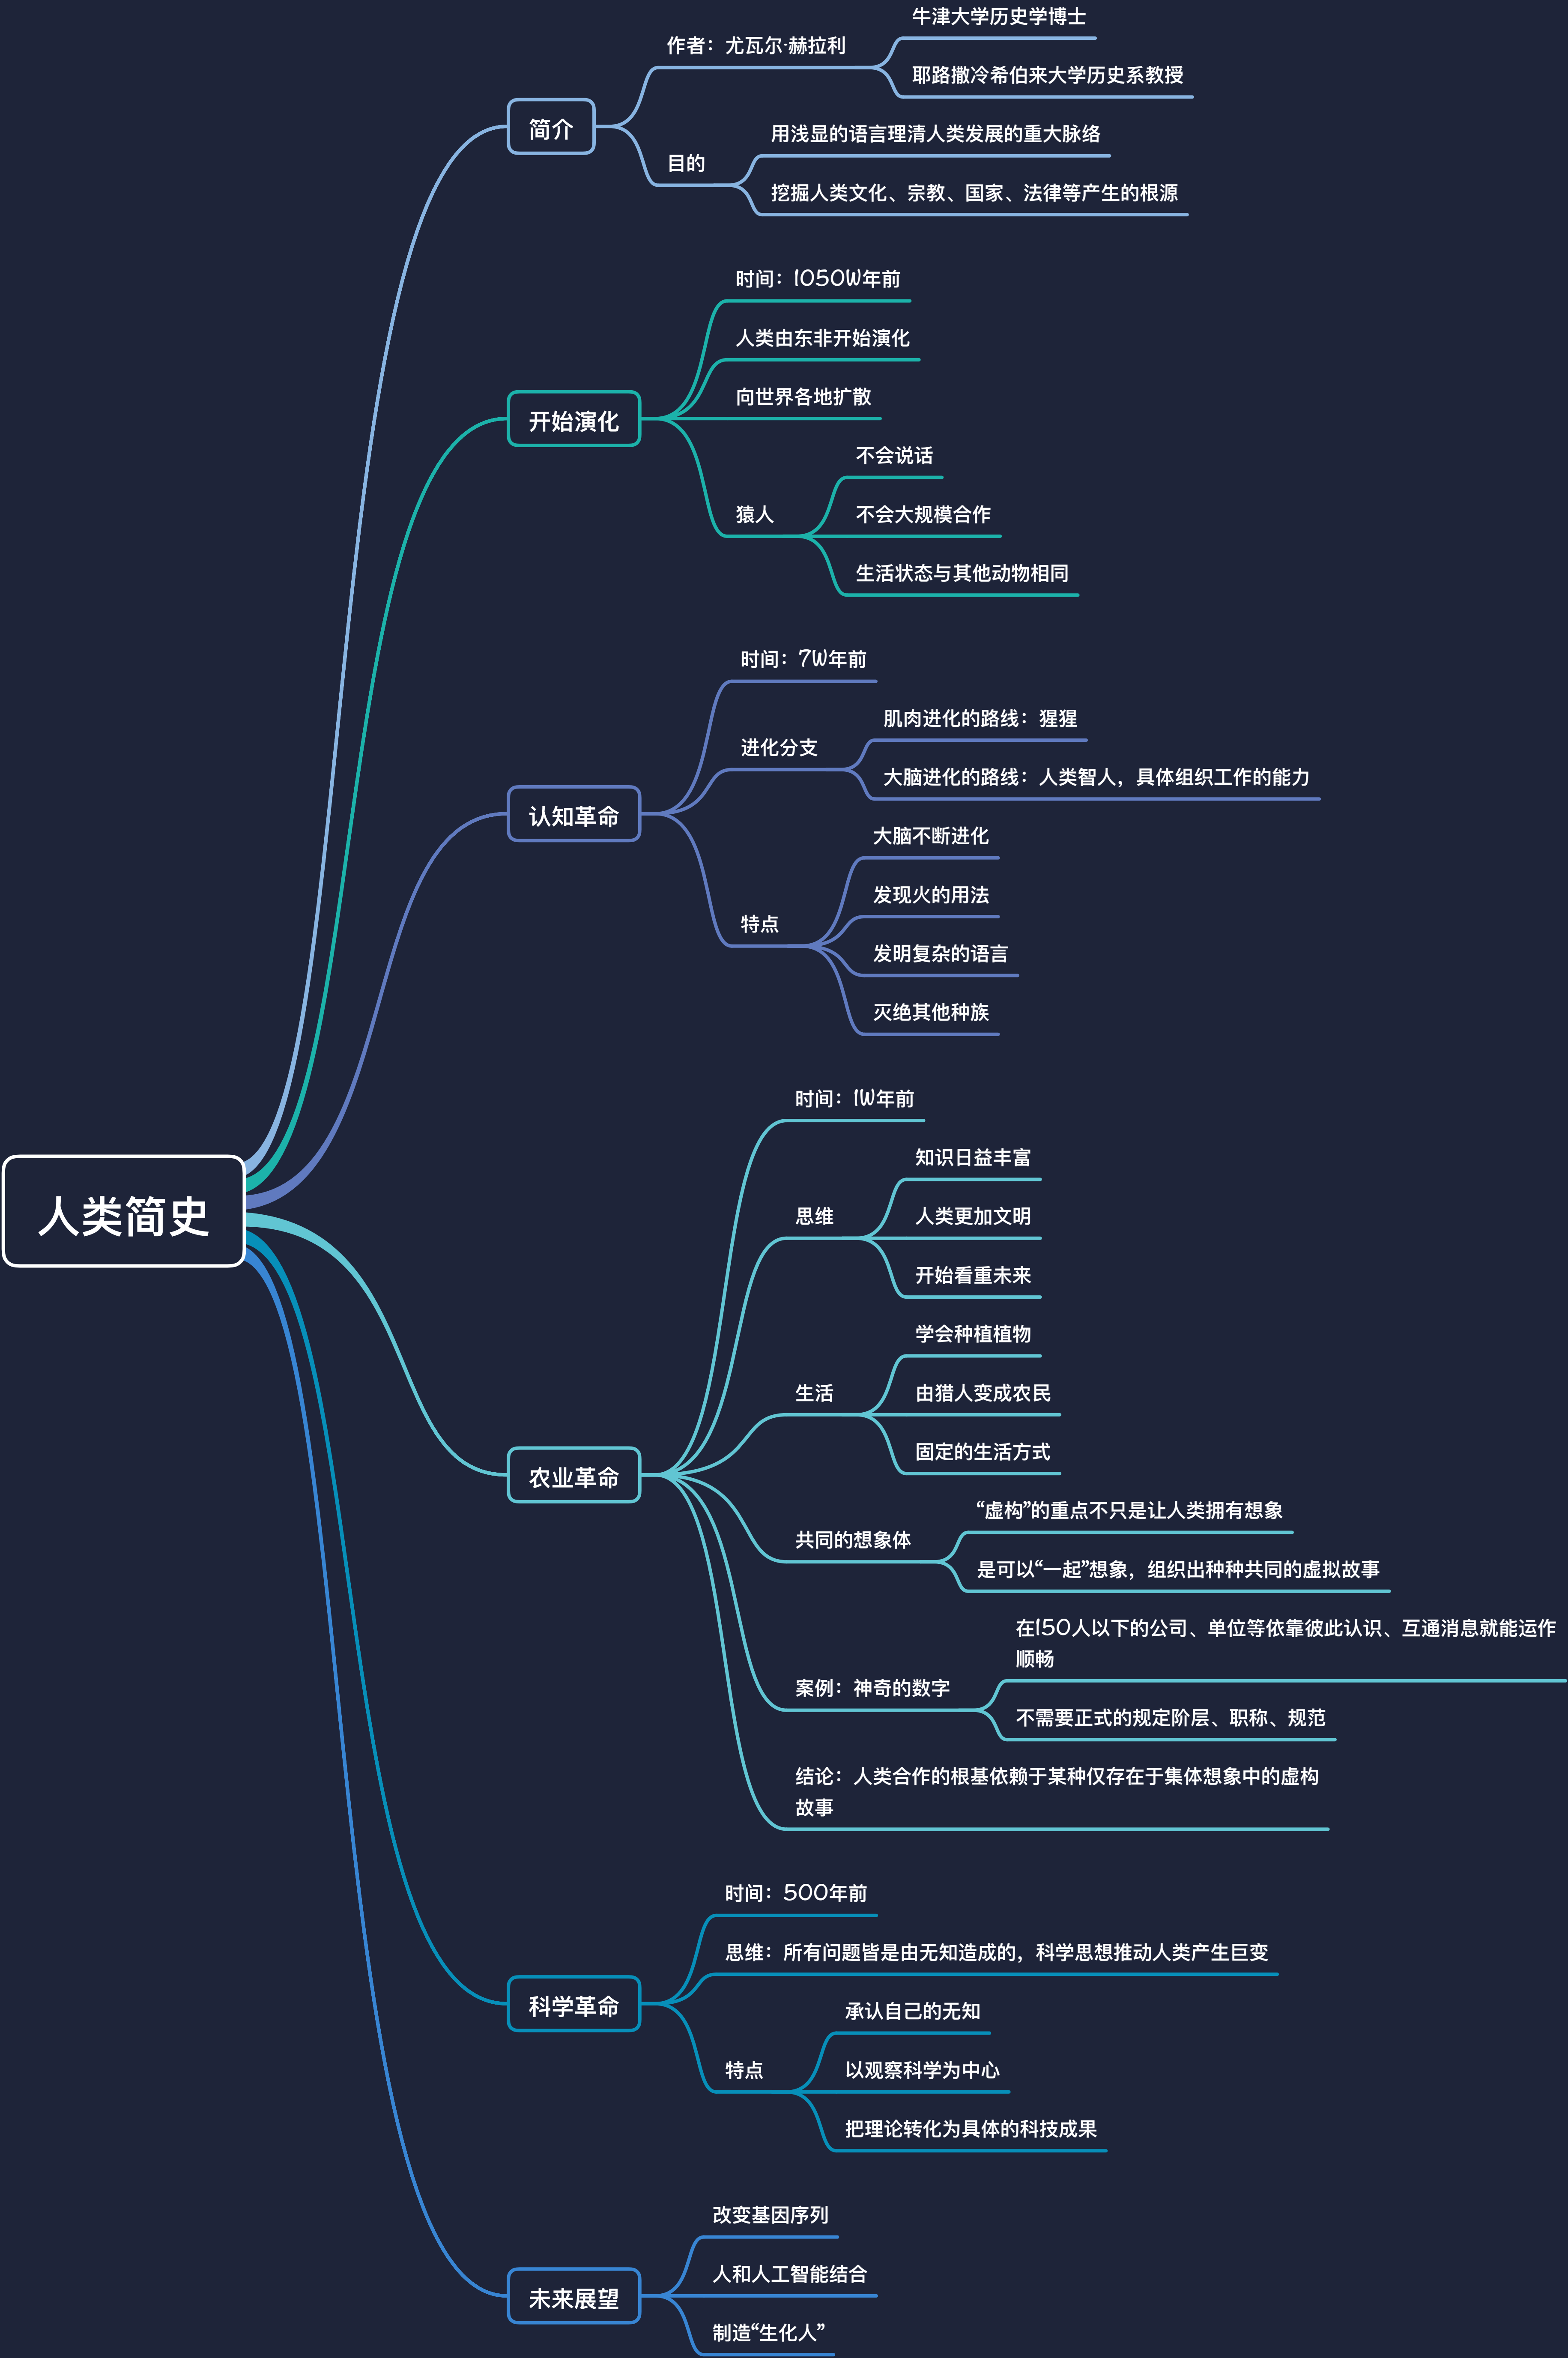 人类简史
简介
作者：尤瓦尔·赫拉利
牛津大学历史学博士
耶路撒冷希伯来大学历史系教授
目的
用浅显的语言理清人类发展的重大脉络
挖掘人类文化、宗教、国家、法律等产生的根源
开始演化
时间：1050W年前
人类由东非开始演化
向世界各地扩散
猿人
不会说话
不会大规模合作
生活状态与其他动物相同
认知革命
时间：7W年前
进化分支
肌肉进化的路线：猩猩
大脑进化的路线：人类智人，具体组织工作的能力
特点
大脑不断进化
发现火的用法
发明复杂的语言
灭绝其他种族
农业革命
时间：1W年前
思维
知识日益丰富
人类更加文明
开始看重未来
生活
学会种植植物
由猎人变成农民
固定的生活方式
共同的想象体
“虚构”的重点不只是让人类拥有想象
是可以“一起”想象，组织出种种共同的虚拟故事
案例：神奇的数字
在150人以下的公司、单位等依靠彼此认识、互通消息就能运作
顺畅
不需要正式的规定阶层、职称、规范
结论：人类合作的根基依赖于某种仅存在于集体想象中的虚构
故事
科学革命
时间：500年前
思维：所有问题皆是由无知造成的，科学思想推动人类产生巨变
特点
承认自己的无知
以观察科学为中心
把理论转化为具体的科技成果
未来展望
改变基因序列
人和人工智能结合
制造“生化人”